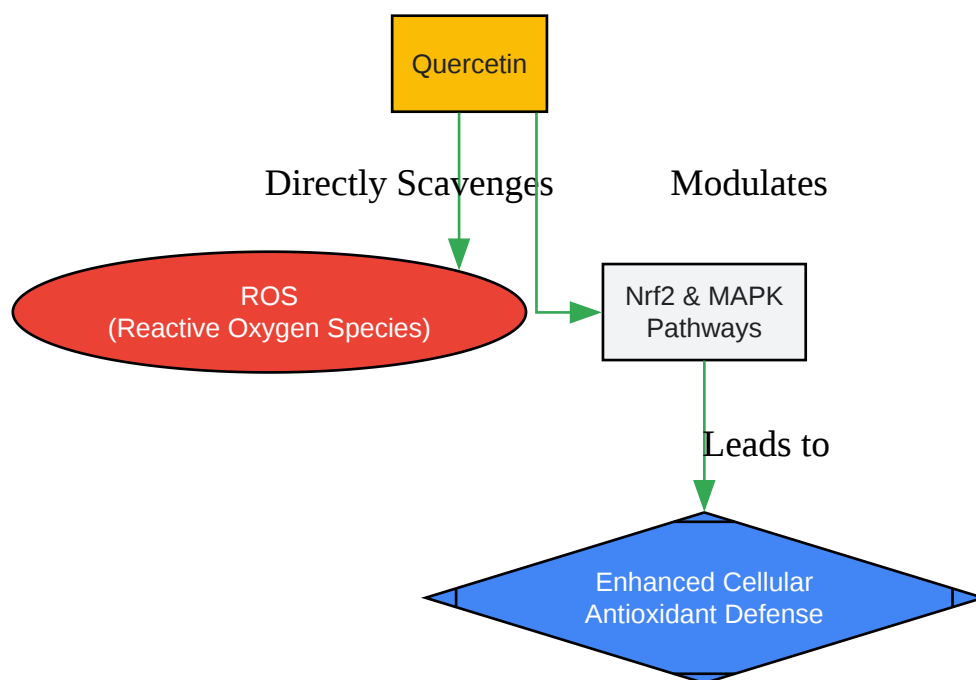 Quercetin
Directly Scavenges
Modulates
ROS
(Reactive Oxygen Species)
Nrf2 & MAPK
Pathways
Leads to
Enhanced Cellular
Antioxidant Defense